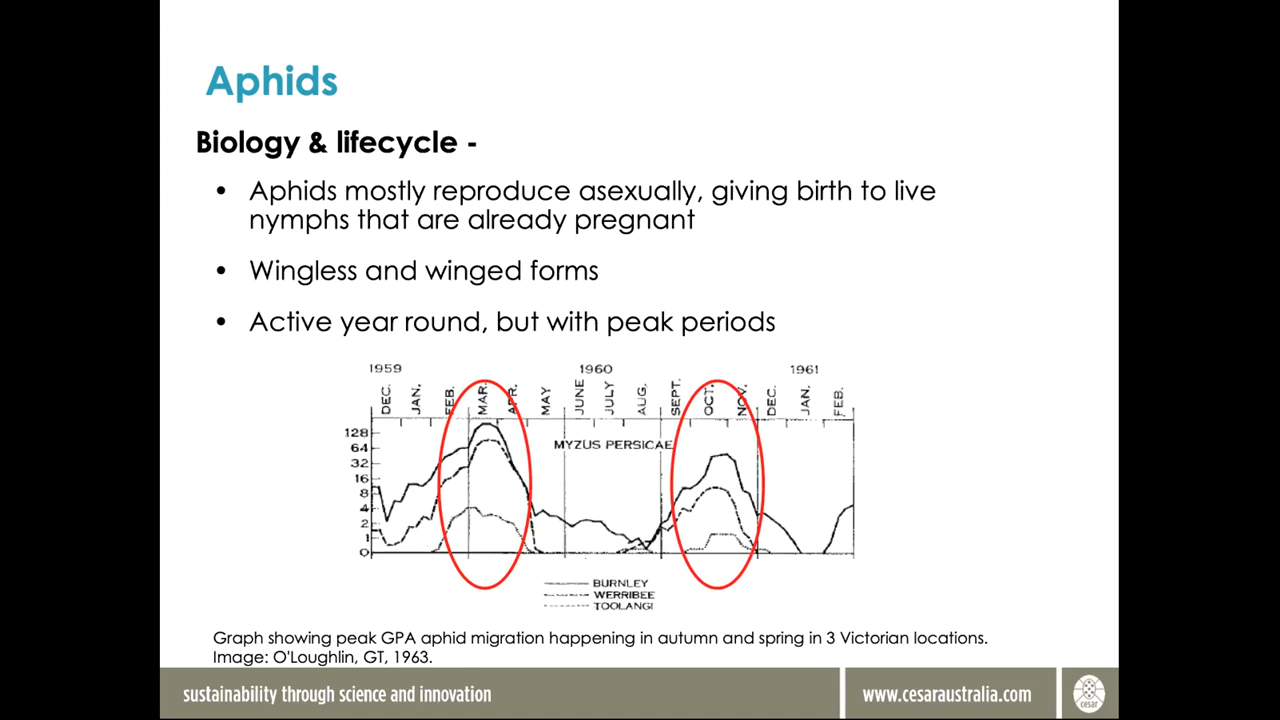 Aphids
Biology & lifecycle -
• Aphids mostly reproduce asexually, giving birth to live
nymphs that are already pregnant
• Wingless and winged forms
• Active year round, but with peak periods
1959 1960 1961
DEC. JAN. FEB. MAR. APR. MAY JUNE JULY AUG. SEPT. OCT. NOV. DEC. JAN. FEB.
MYZUS PERSICAE
128
64
32
16
8
4
2
1
0
BURNLEY
WERRIBEE
TOOLANGI
Graph showing peak GPA aphid migration happening in autumn and spring in 3 Victorian locations.
Image: O'Loughlin, GT, 1963.
sustainability through science and innovation
www.cesaraustralia.com
cesar